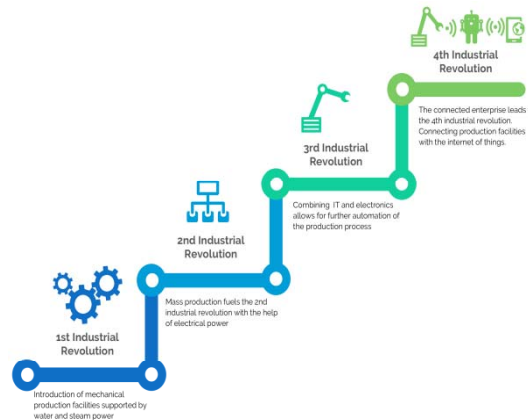 4th Industrial
Revolution
The connected enterprise leads
the 4th industrial revolution.
Connecting production facilities
with the internet of things.
3rd Industrial
Revolution
Combining IT and electronics
allows for further automation of
the production process
2nd Industrial
Revolution
Mass production fuels the 2nd
industrial revolution with the help
of electrical power
1st Industrial
Revolution
Introduction of mechanical
production facilities supported by
water and steam power